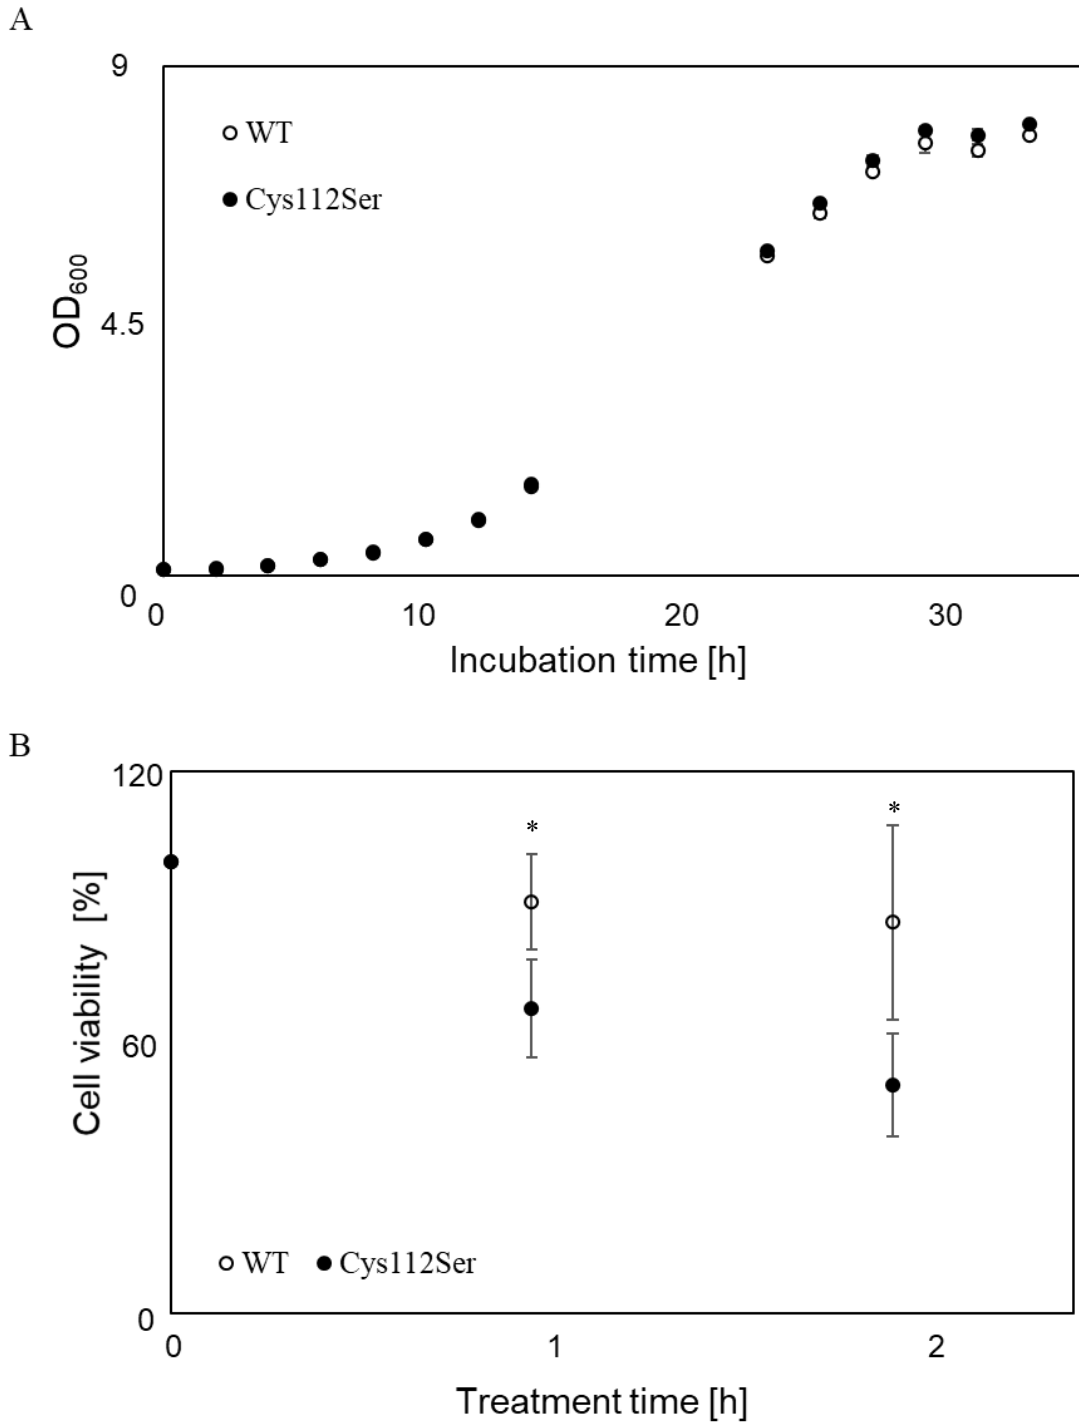 A
9
WT
Cys112Ser
OD600
4.5
0
0 10 20 30
Incubation time [h]
B
120
* *
Cell viability [%]
60
WT Cys112Ser
0
0 1 2
Treatment time [h]